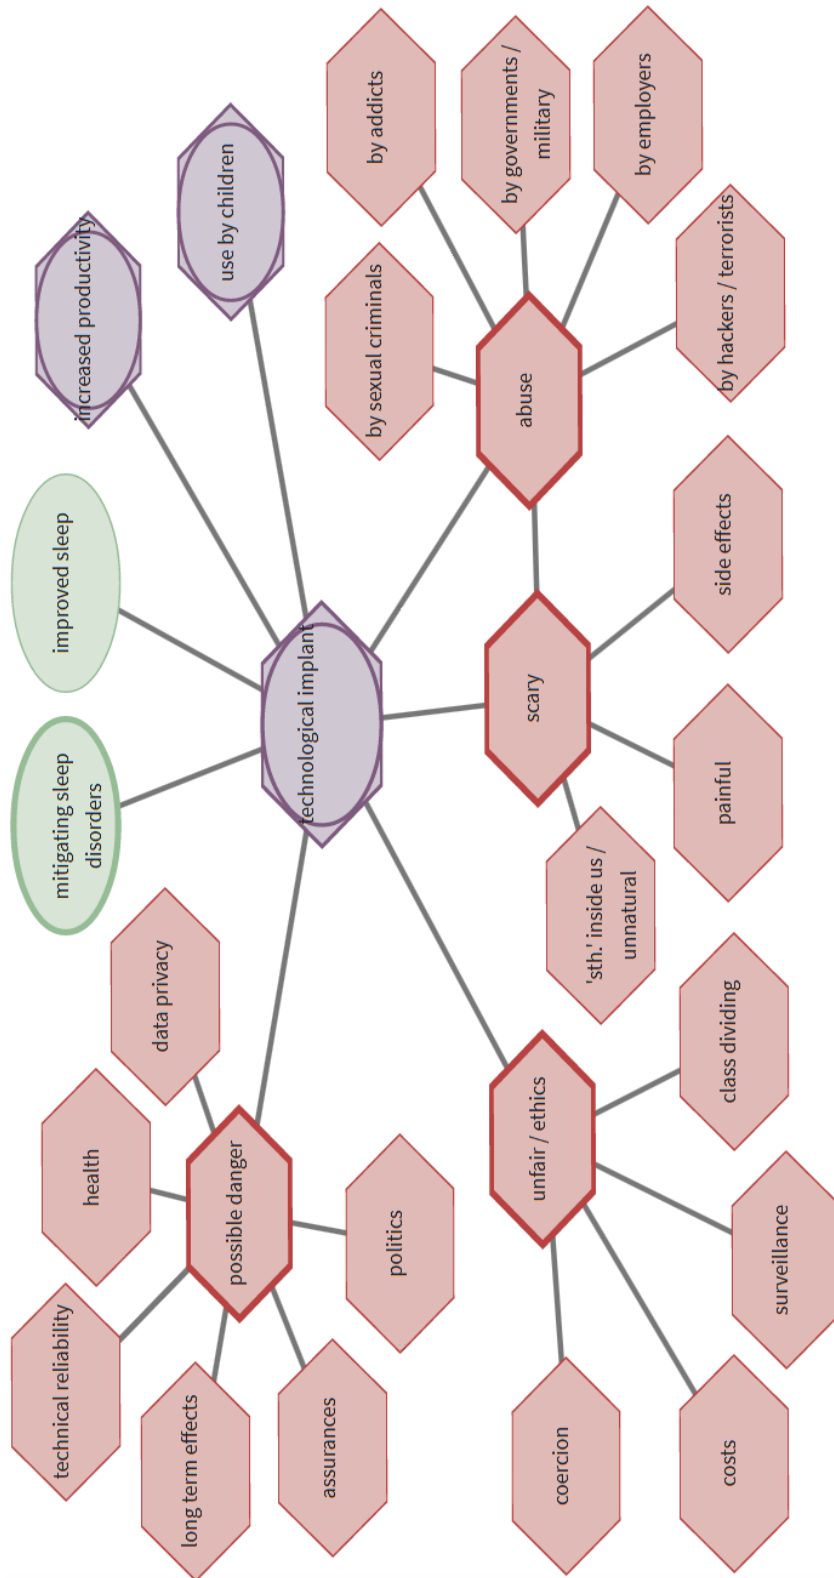 technical reliability
health
mitigating sleep
disorders
improved sleep
increased productivity
long term effects
data privacy
use by children
possible danger
assurances
technological implant
politics
by sexual criminals
by addicts
coercion
unfair / ethics
'sth.' inside us /
unnatural
scary
abuse
by governments /
military
by employers
costs
class dividing
painful
side effects
by hackers / terrorists
surveillance